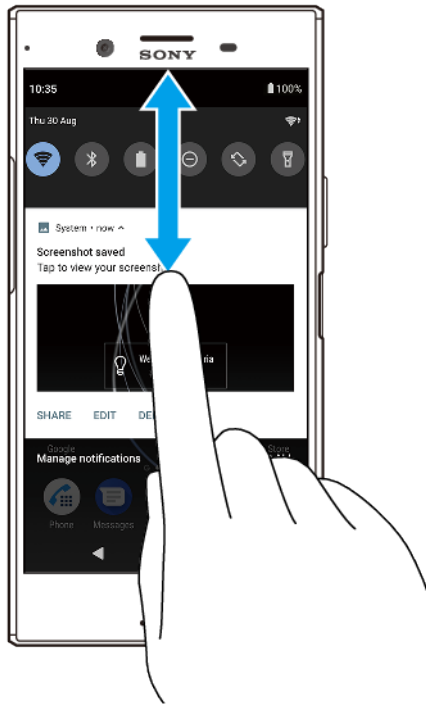 SONY
10:35 100%
Thu 30 Aug
System • now
Screenshot saved
Tap to view your
SHARE EDIT
Google Store
Manage notifications
Phone Messages